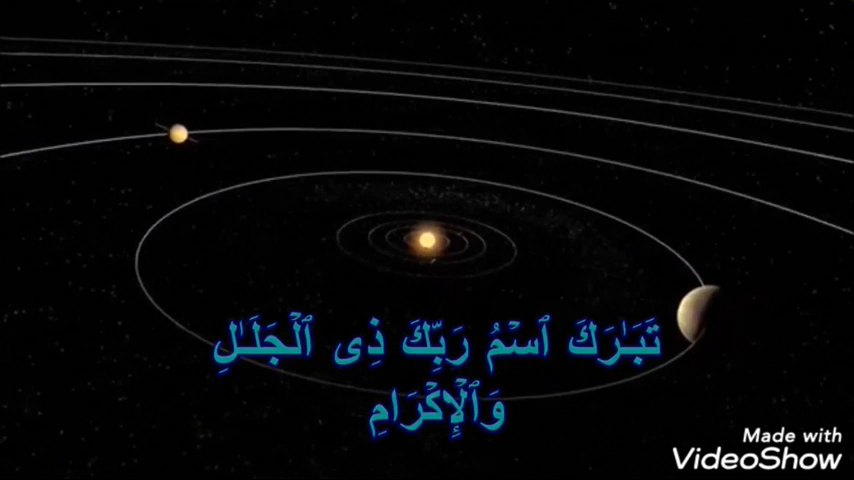 تَبَـٰرَكَ ٱسۡمُ رَبِّكَ ذِی ٱلۡجَلَـٰلِ
وَٱلۡإِكۡرَامِ
Made with
VideoShow